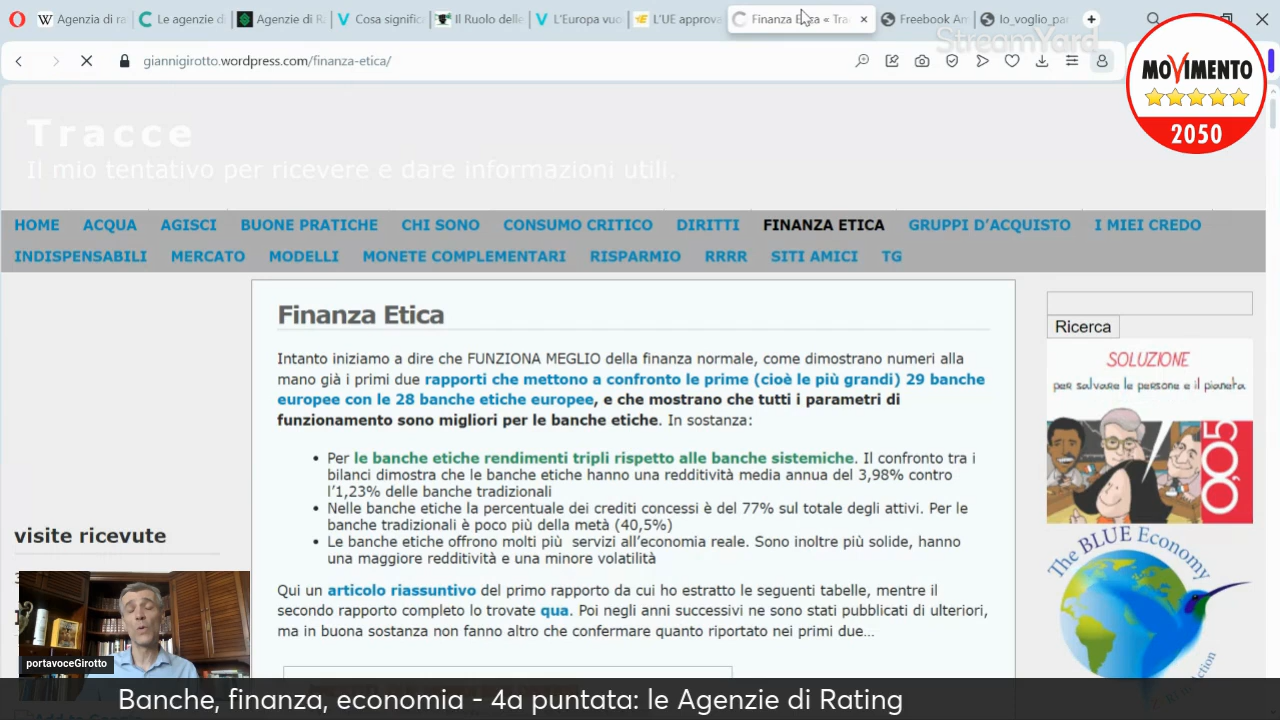 Agenzia di ra
Le agenzie di
Agenzie di Ra
Cosa signific
Il Ruolo delle
L'Europa vuo
L'UE approva
Finanza Etica « Tra
Freebook Am
Io_voglio_par
StreamYard
giannigirotto.wordpress.com/finanza-etica/
MOVIMENTO
2050
Tracce
Il mio tentativo per ricevere e dare informazioni utili.
HOME ACQUA AGISCI BUONE PRATICHE CHI SONO CONSUMO CRITICO DIRITTI FINANZA ETICA GRUPPI D'ACQUISTO I MIEI CREDO
INDISPENSABILI MERCATO MODELLI MONETE COMPLEMENTARI RISPARMIO RRRR SITI AMICI TG
Finanza Etica
Intanto iniziamo a dire che FUNZIONA MEGLIO della finanza normale, come dimostrano numeri alla
mano già i primi due rapporti che mettono a confronto le prime (cioè le più grandi) 29 banche
europee con le 28 banche etiche europee, e che mostrano che tutti i parametri di
funzionamento sono migliori per le banche etiche. In sostanza:
• Per le banche etiche rendimenti tripli rispetto alle banche sistemiche. Il confronto tra i
bilanci dimostra che le banche etiche hanno una redditività media annua del 3,98% contro
l'1,23% delle banche tradizionali
• Nelle banche etiche la percentuale dei crediti concessi è del 77% sul totale degli attivi. Per le
banche tradizionali è poco più della metà (40,5%)
• Le banche etiche offrono molti più servizi all'economia reale. Sono inoltre più solide, hanno
una maggiore redditività e una minore volatilità
Qui un articolo riassuntivo del primo rapporto da cui ho estratto le seguenti tabelle, mentre il
secondo rapporto completo lo trovate qua. Poi negli anni successivi ne sono stati pubblicati di ulteriori,
ma in buona sostanza non fanno altro che confermare quanto riportato nei primi due...
Ricerca
SOLUZIONE
per salvare le persone e il pianeta
0,05
The BLUE Economy
visite ricevute
portavoceGirotto
Banche, finanza, economia - 4a puntata: le Agenzie di Rating